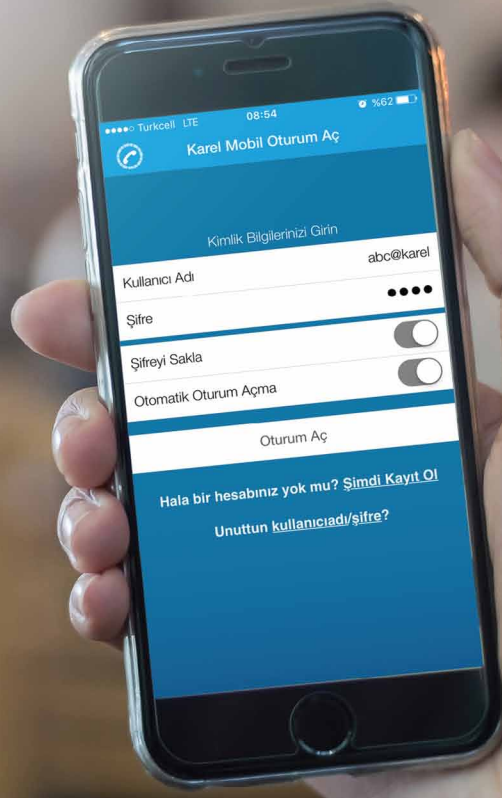 Turkcell LTE 08:54 %62
Karel Mobil Oturum Aç
Kimlik Bilgilerinizi Girin
Kullanıcı Adı abc@karel
Şifre ••••
Şifreyi Sakla
Otomatik Oturum Açma
Oturum Aç
Hala bir hesabınız yok mu? Şimdi Kayıt Ol
Unuttun kullanıcıadı/şifre?